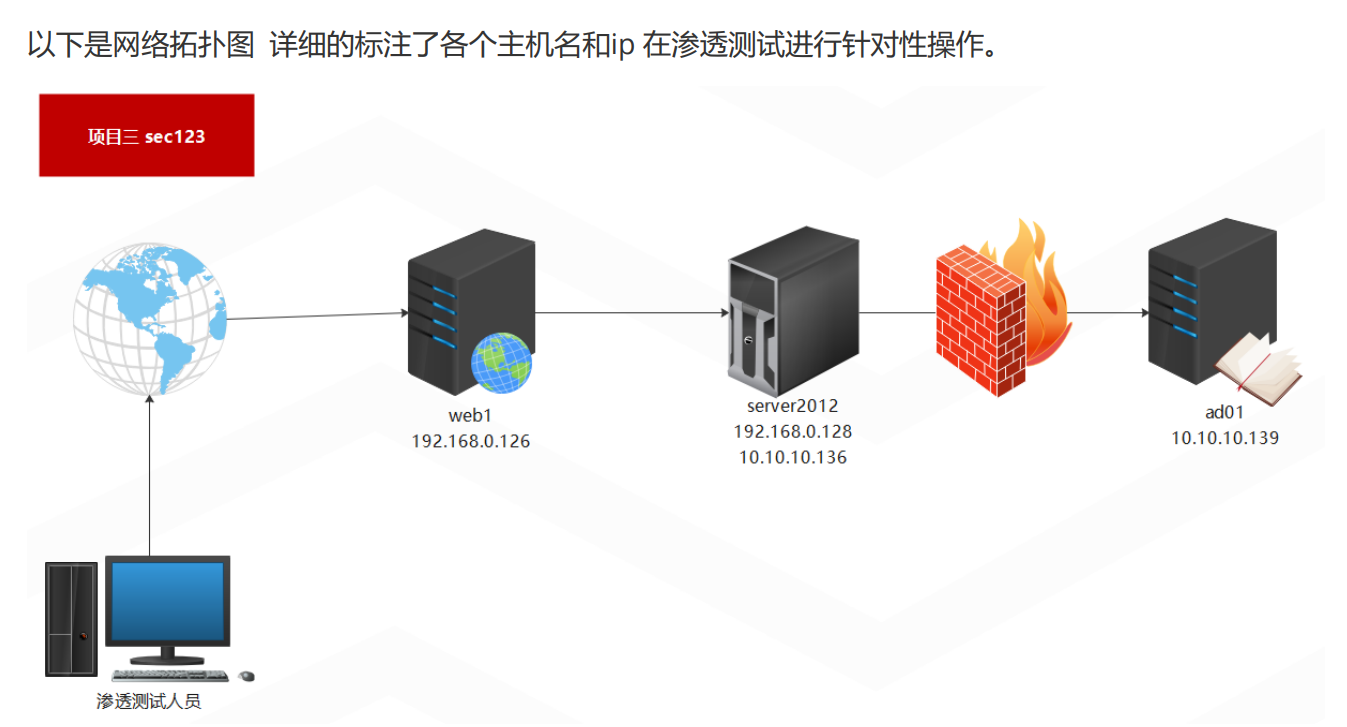 以下是网络拓扑图 详细的标注了各个主机名和ip 在渗透测试进行针对性操作。
项目三 sec123
web1
192.168.0.126
server2012
192.168.0.128
10.10.10.136
ad01
10.10.10.139
渗透测试人员